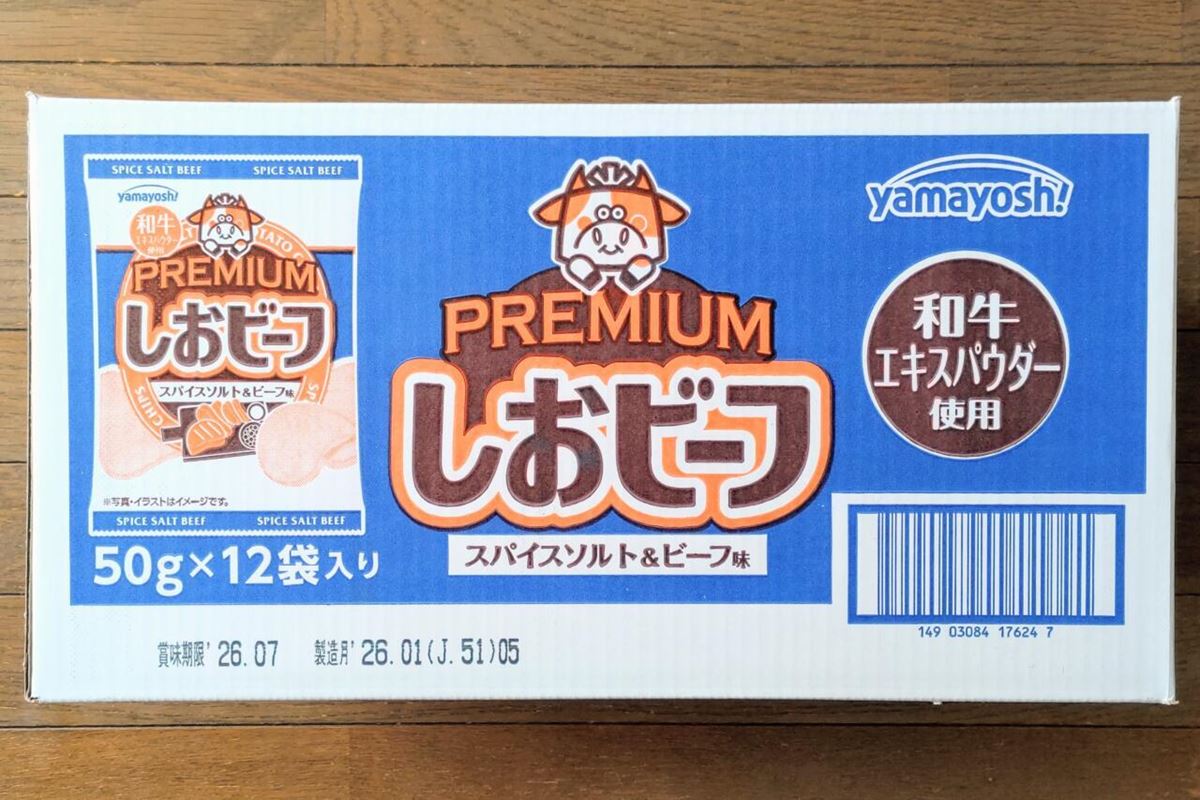 SPICE SALT BEEF SPICE SALT BEEF
yamayosh!
和牛
エキスパウダー
使用
PREMIUM
しおビーフ
スパイスソルト&ビーフ味
CHIPS
※写真・イラストはイメージです。
SPICE SALT BEEF SPICE SALT BEEF
50g×12袋入り
PREMIUM
しおビーフ
スパイスソルト&ビーフ味
yamayosh!
和牛
エキスパウダー
使用
149 03084 17624 7
賞味期限'26.07 製造月'26.01(J.51)05